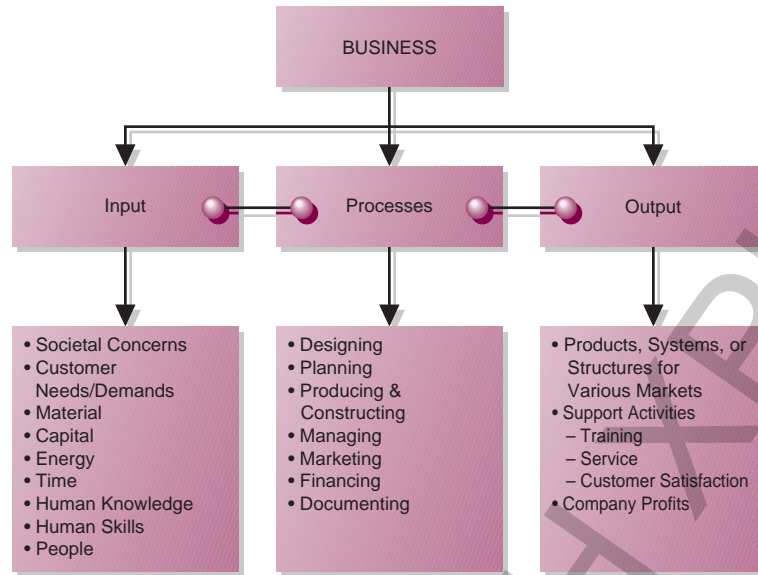 BUSINESS
Input
Processes
Output
• Societal Concerns
• Customer
Needs/Demands
• Material
• Capital
• Energy
• Time
• Human Knowledge
• Human Skills
• People
• Designing
• Planning
• Producing &
Constructing
• Managing
• Marketing
• Financing
• Documenting
• Products, Systems, or
Structures for
Various Markets
• Support Activities
– Training
– Service
– Customer Satisfaction
• Company Profits